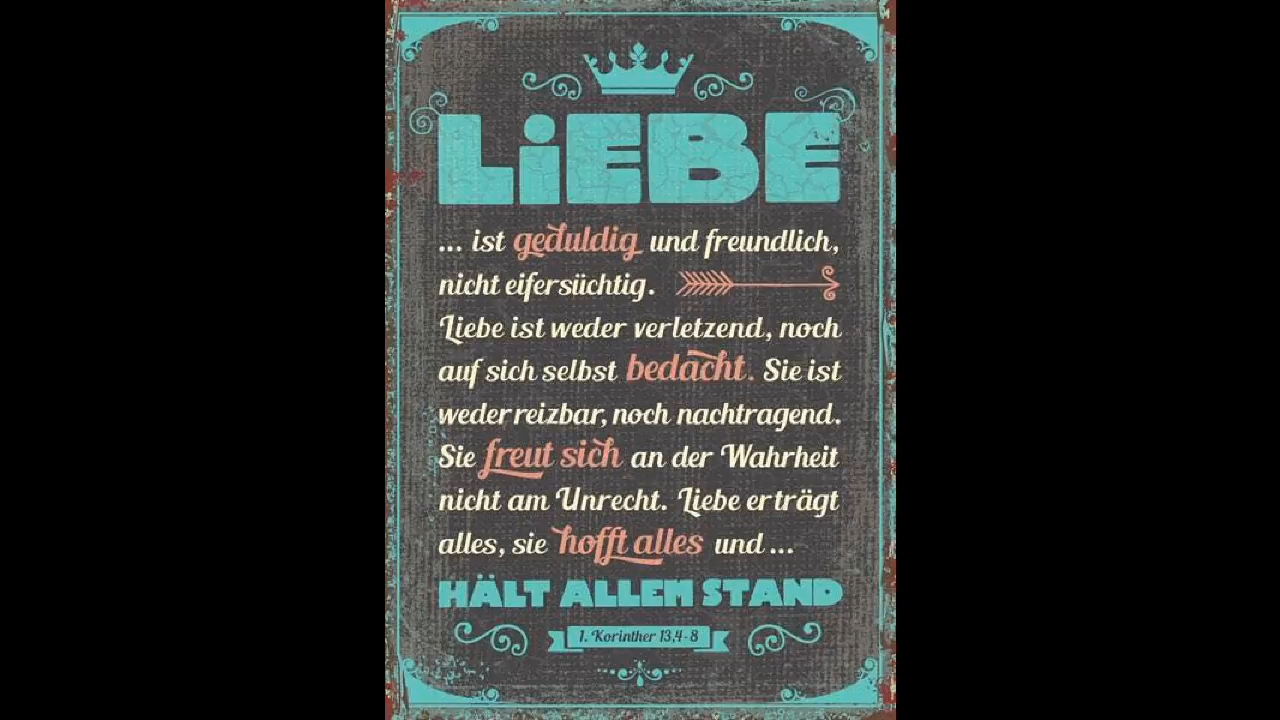 LiEBE
... ist geduldig und freundlich,
nicht eifersüchtig.
Liebe ist weder verletzend, noch
auf sich selbst bedacht. Sie ist
weder reizbar, noch nachtragend.
Sie freut sich an der Wahrheit
nicht am Unrecht. Liebe erträgt
alles, sie hofft alles und ...
HÄLT ALLEM STAND
1. Korinther 13,4-8